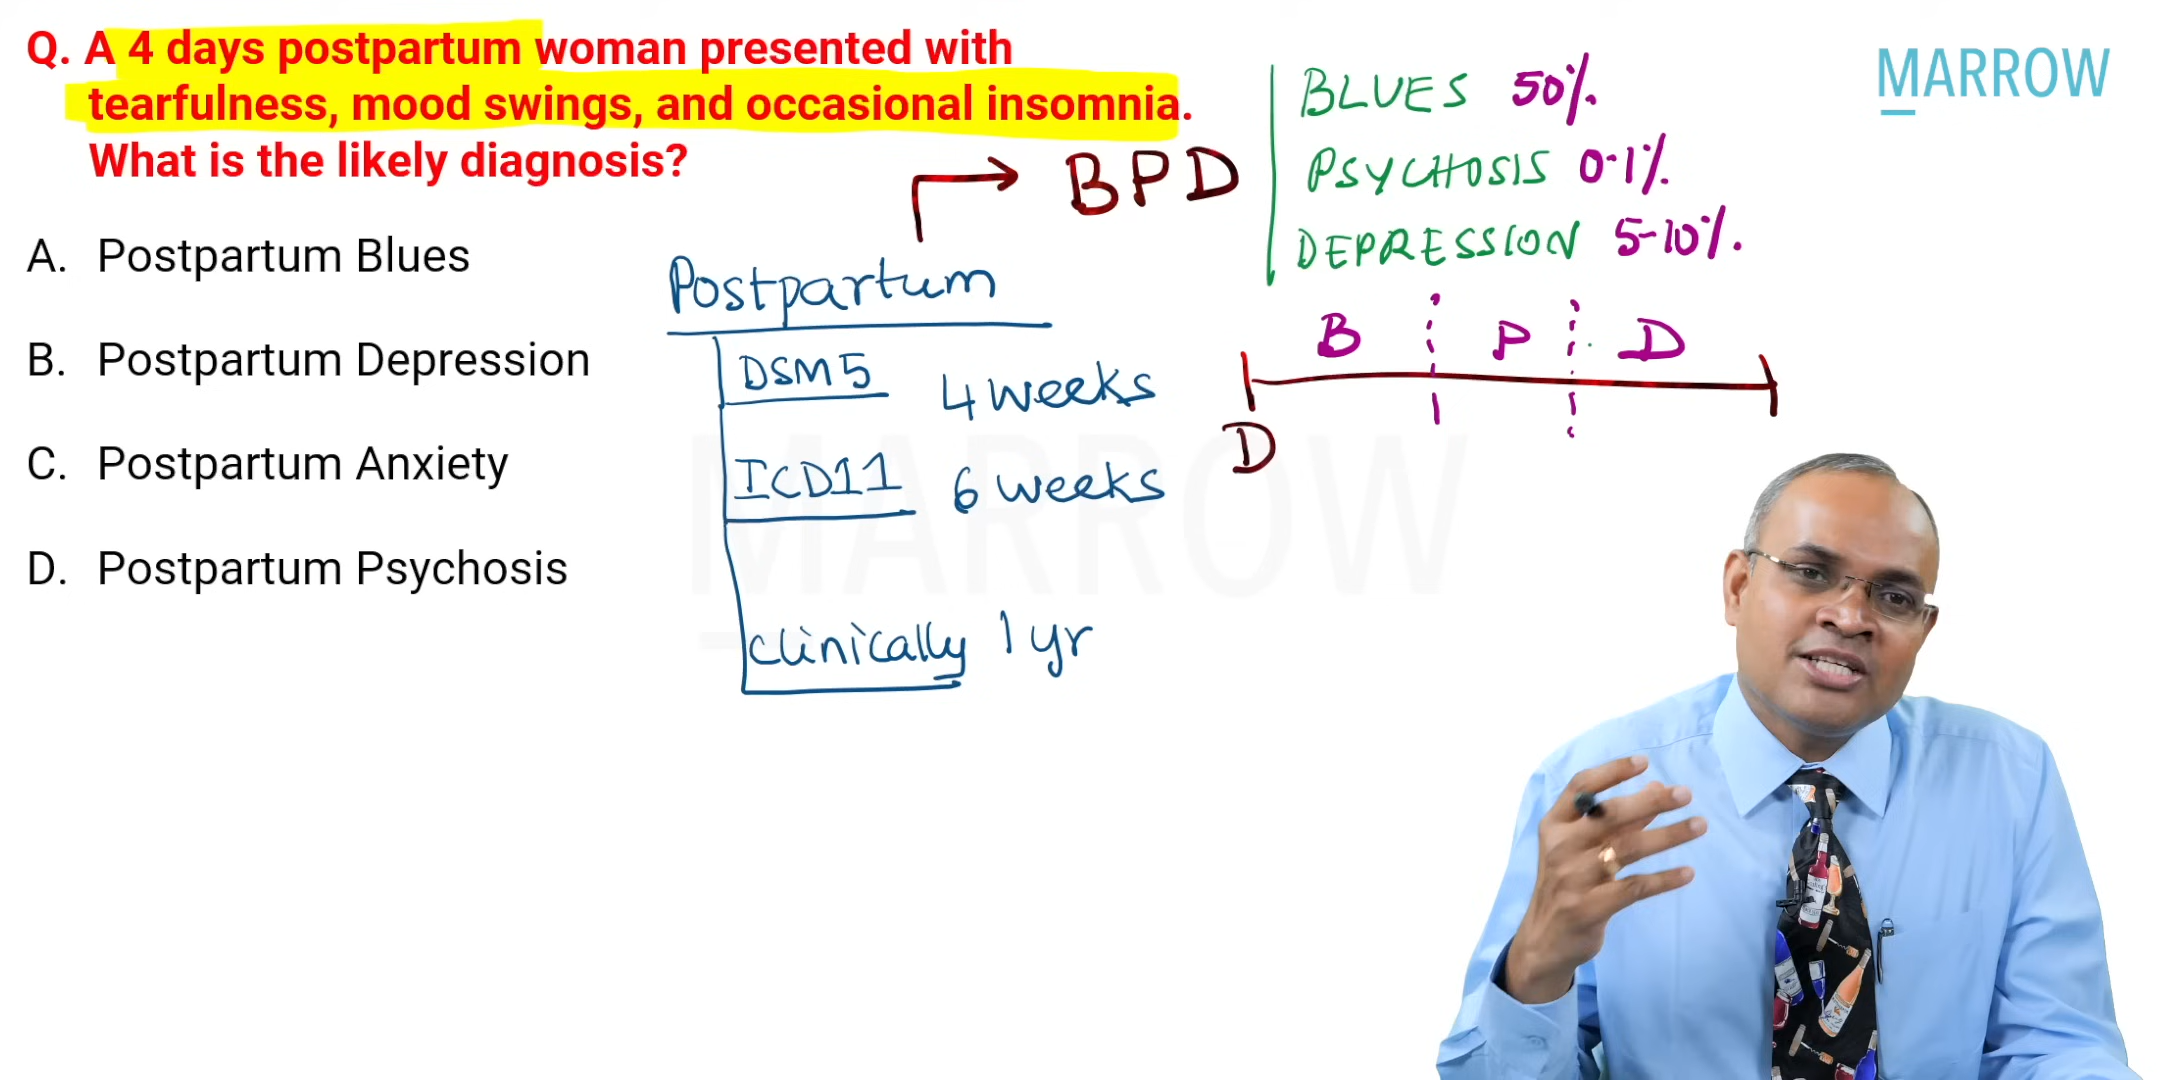 Q. A 4 days postpartum woman presented with
tearfulness, mood swings, and occasional insomnia.
What is the likely diagnosis?
A. Postpartum Blues
B. Postpartum Depression
C. Postpartum Anxiety
D. Postpartum Psychosis
BPD
Postpartum
DSM5 4 weeks
ICD11 6 weeks
clinically 1 yr
BLUES 50%
PSYCHOSIS 0.1%
DEPRESSION 5-10%.
B P D
D
MARROW
MARROW